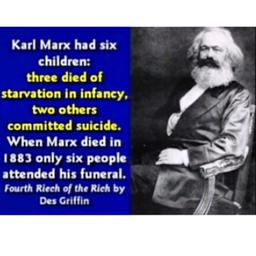 Karl Marx had six
children:
three died of
starvation in infancy,
two others
committed suicide.
When Marx died in
1883 only six people
attended his funeral.
Fourth Riech of the Rich by
Des Griffin